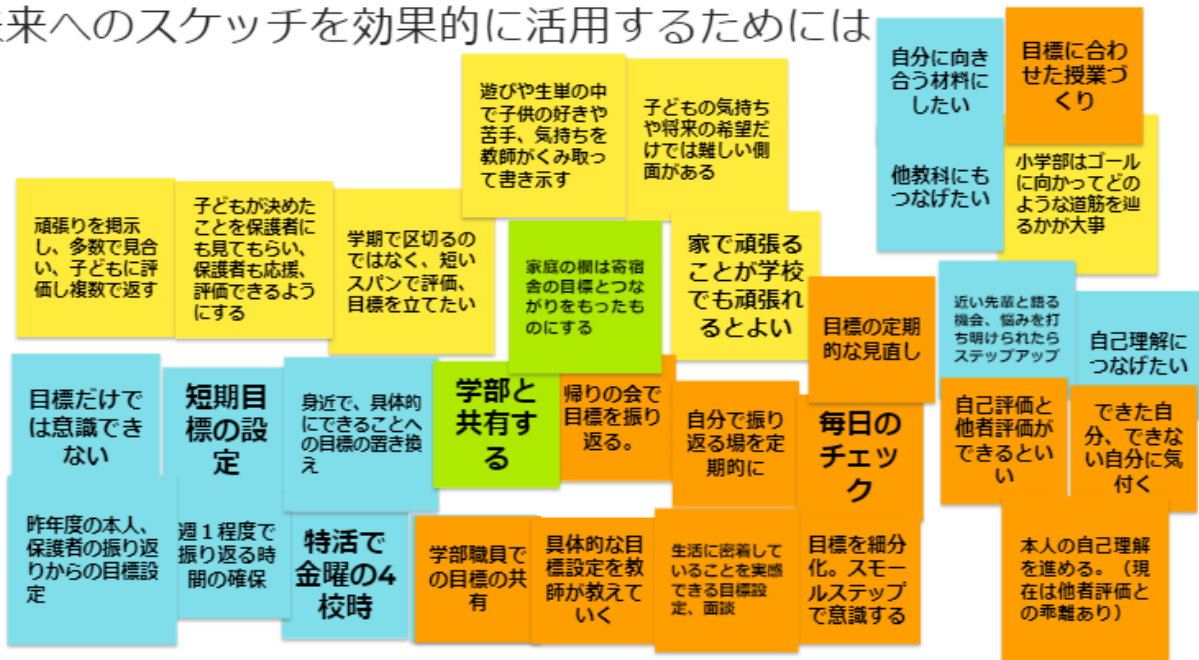 来へのスケッチを効果的に活用するためには
自分に向き
合う材料に
したい
目標に合わ
せた授業づ
くり
遊びや生単の中
で子供の好きや
苦手、気持ちを
教師がくみ取っ
て書き示す
子どもの気持ち
や将来の希望だ
けでは難しい側
面がある
他教科にも
つなげたい
小学部はゴール
に向かってどの
ような道筋を辿
るかが大事
頑張りを掲示
し、多数で見合
い、子どもに評
価し複数で返す
子どもが決めた
ことを保護者に
も見てもらい、
保護者も応援、
評価できるよう
にする
学期で区切るの
ではなく、短い
スパンで評価、
目標を立てたい
家庭の欄は寄宿
舎の目標とつな
がりをもったも
のにする
家で頑張る
ことが学校
でも頑張れ
るとよい
目標の定期
的な見直し
近い先輩と語る
機会、悩みを打
ち明けられたら
ステップアップ
自己理解に
つなげたい
目標だけで
は意識でき
ない
短期目
標の設
定
身近で、具体的
にできることへ
の目標の置き換
え
学部と
共有す
る
帰りの会で
目標を振り
返る。
自分で振り
返る場を定
期的に
毎日の
チェッ
ク
自己評価と
他者評価が
できるとい
い
できた自
分、できな
い自分に気
付く
昨年度の本人、
保護者の振り返
りからの目標設
定
週１程度で
振り返る時
間の確保
特活で
金曜の4
校時
学部職員で
の目標の共
有
具体的な目
標設定を教
師が教えて
いく
生活に密着して
いることを実感
できる目標設
定、面談
目標を細分
化。スモー
ルステップ
で意識する
本人の自己理解
を進める。（現
在は他者評価と
の乖離あり）